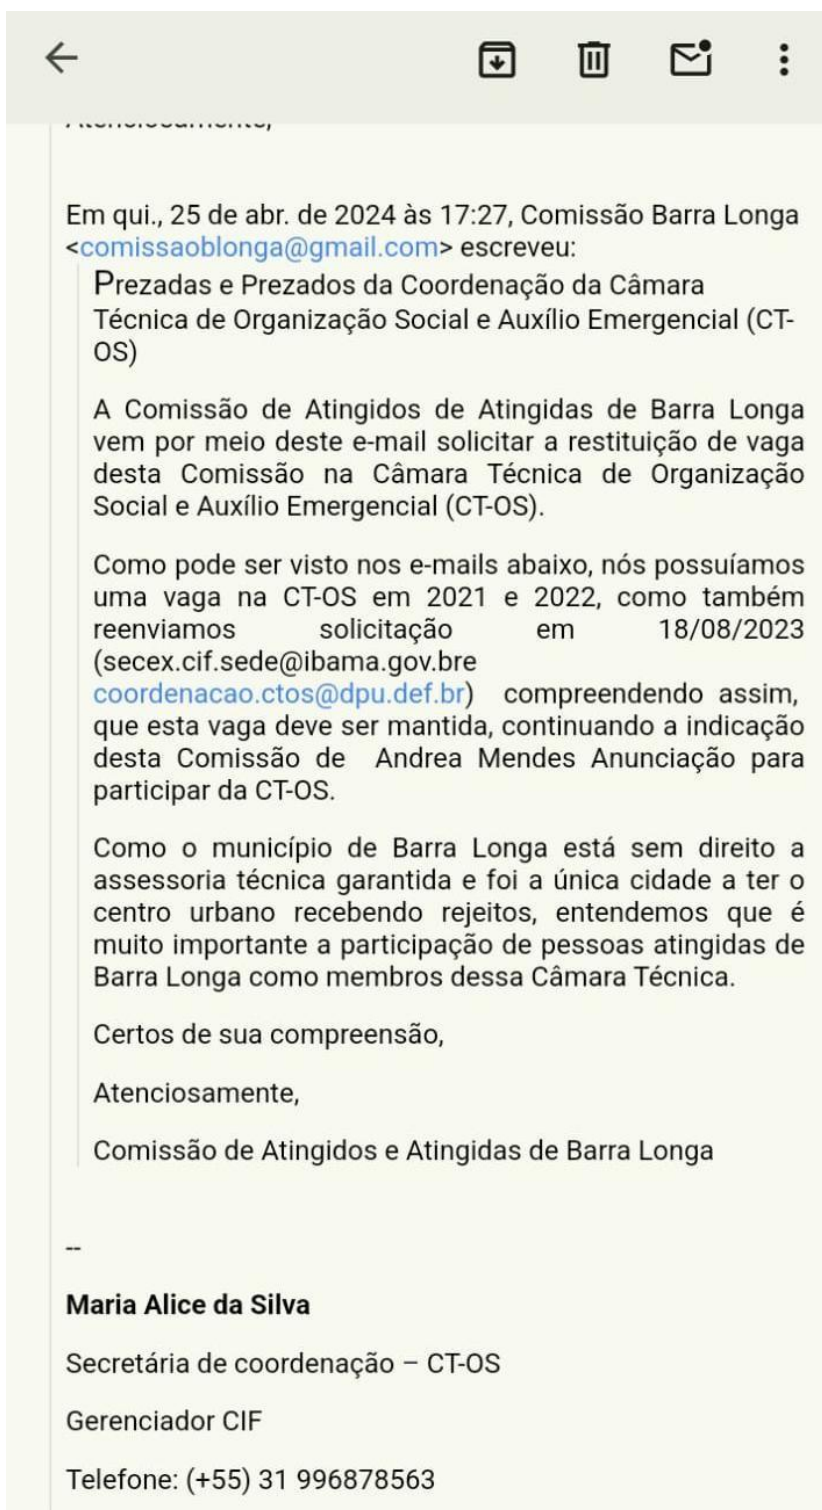 Atenciosamente,
Em qui., 25 de abr. de 2024 às 17:27, Comissão Barra Longa
<comissaoblonga@gmail.com> escreveu:
Prezadas e Prezados da Coordenação da Câmara
Técnica de Organização Social e Auxílio Emergencial (CT-
OS)
A Comissão de Atingidos de Atingidas de Barra Longa
vem por meio deste e-mail solicitar a restituição de vaga
desta Comissão na Câmara Técnica de Organização
Social e Auxílio Emergencial (CT-OS).
Como pode ser visto nos e-mails abaixo, nós possuíamos
uma vaga na CT-OS em 2021 e 2022, como também
reenviamos solicitação em 18/08/2023
(secex.cif.sede@ibama.gov.bre
coordenacao.ctos@dpu.def.br) compreendendo assim,
que esta vaga deve ser mantida, continuando a indicação
desta Comissão de Andrea Mendes Anunciação para
participar da CT-OS.
Como o município de Barra Longa está sem direito a
assessoria técnica garantida e foi a única cidade a ter o
centro urbano recebendo rejeitos, entendemos que é
muito importante a participação de pessoas atingidas de
Barra Longa como membros dessa Câmara Técnica.
Certos de sua compreensão,
Atenciosamente,
Comissão de Atingidos e Atingidas de Barra Longa
--
Maria Alice da Silva
Secretária de coordenação – CT-OS
Gerenciador CIF
Telefone: (+55) 31 996878563